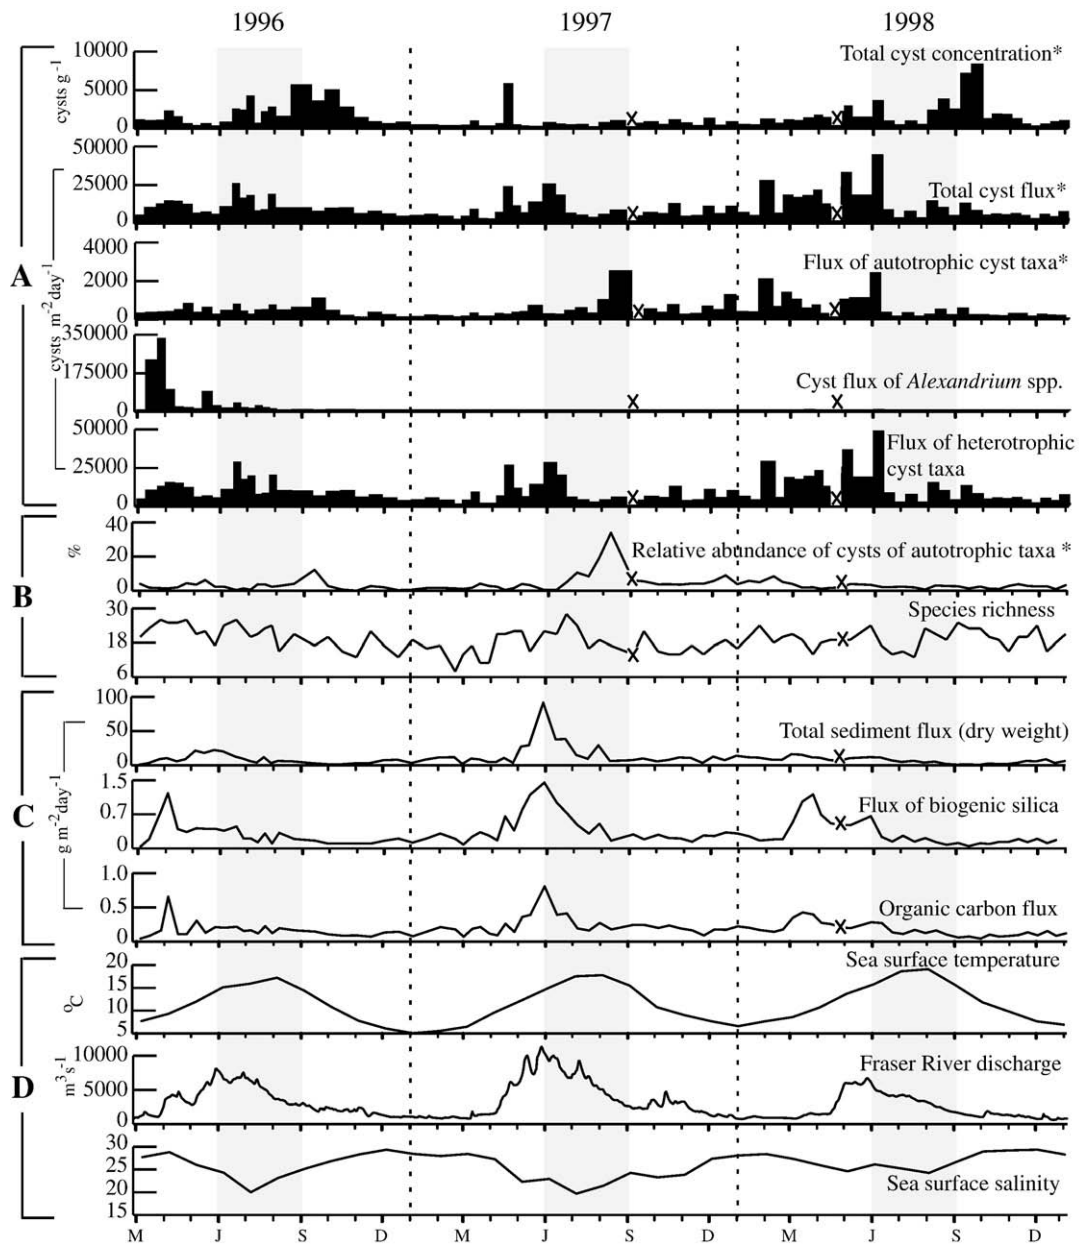 1996 1997 1998
A
cysts g-1
10000
5000
0
Total cyst concentration*
X X
cysts m-2day-1
50000
25000
0
Total cyst flux*
X X
4000
2000
0
Flux of autotrophic cyst taxa*
X X
350000
175000
0
Cyst flux of Alexandrium spp.
X X
50000
25000
0
Flux of heterotrophic
cyst taxa
X X
B
%
40
20
0
Relative abundance of cysts of autotrophic taxa *
X X
30
18
6
Species richness
X X
C
g m-2day-1
100
50
0
Total sediment flux (dry weight)
X
1.5
0.7
0
Flux of biogenic silica
X
1.0
0.5
0
Organic carbon flux
X
D
oC
20
15
10
5
Sea surface temperature
m3s-1
10000
5000
0
Fraser River discharge
30
25
20
15
Sea surface salinity
M J S D M J S D M J S D